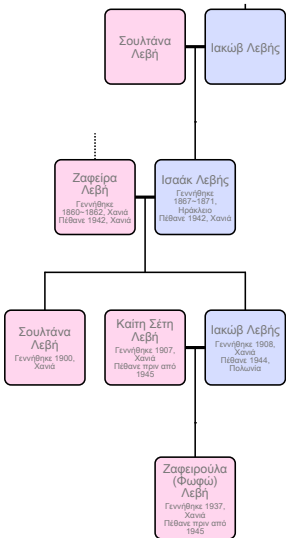 Σουλτάνα
Λεβή
Ιακώβ Λεβής
Ζαφείρα
Λεβή
Γεννήθηκε
1860~1862, Χανιά
Πέθανε 1942, Χανιά
Ισαάκ Λεβής
Γεννήθηκε
1867~1871,
Ηράκλειο
Πέθανε 1942, Χανιά
Σουλτάνα
Λεβή
Γεννήθηκε 1900,
Χανιά
Καίτη Σέτη
Λεβή
Γεννήθηκε 1907,
Χανιά
Πέθανε πριν από
1945
Ιακώβ Λεβής
Γεννήθηκε 1908,
Χανιά
Πέθανε 1944,
Πολωνία
Ζαφειρούλα
(Φωφώ)
Λεβή
Γεννήθηκε 1937,
Χανιά
Πέθανε πριν από
1945